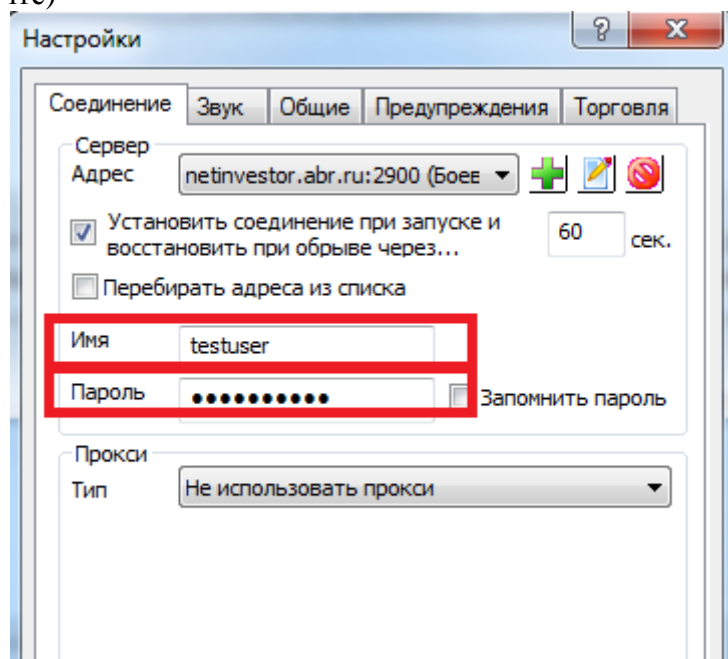 Настройки
Соединение Звук Общие Предупреждения Торговля
Сервер
Адрес netinvestor.abr.ru:2900 (Боев
Установить соединение при запуске и 60 сек.
восстановить при обрыве через...
Перебирать адреса из списка
Имя testuser
Пароль ●●●●●●●●●● Запомнить пароль
Прокси
Тип Не использовать прокси